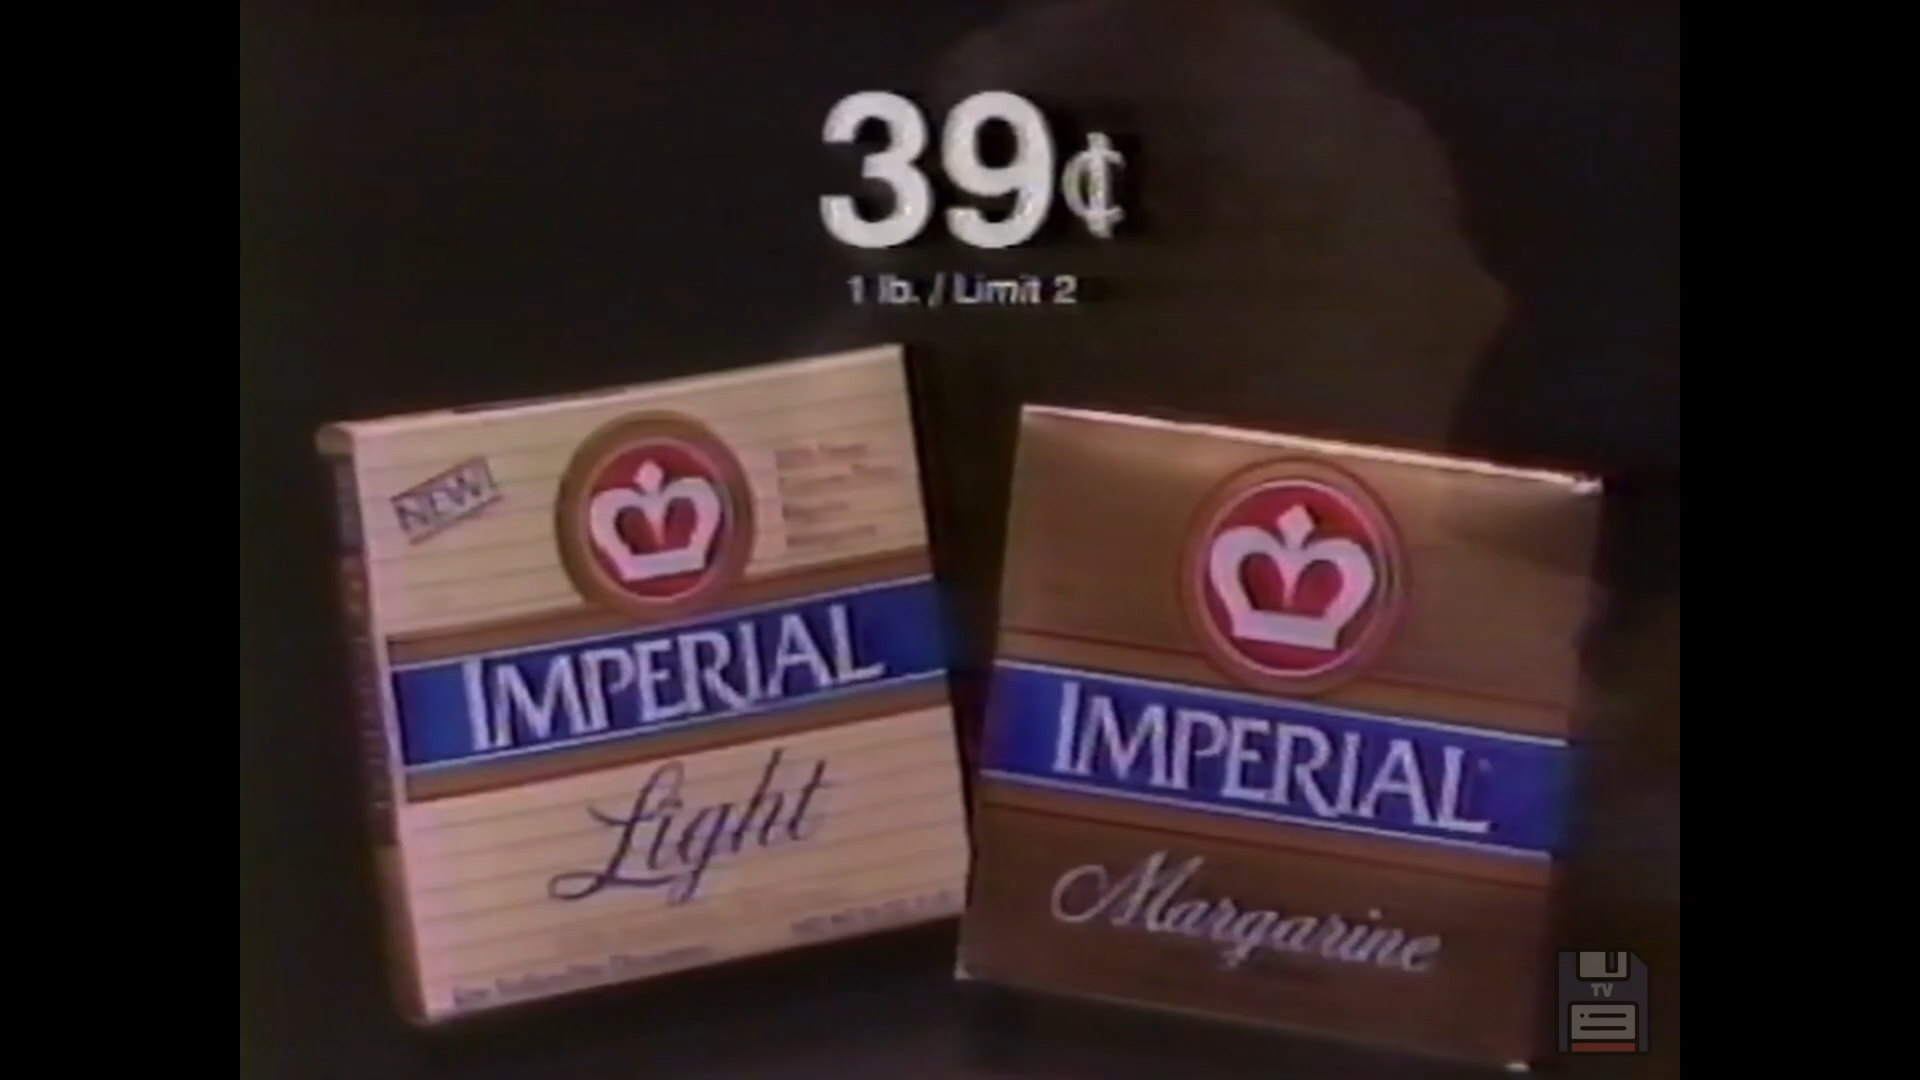 39¢
1 lb. / Limit 2
NEW!
IMPERIAL
Light
IMPERIAL
Margarine
TV